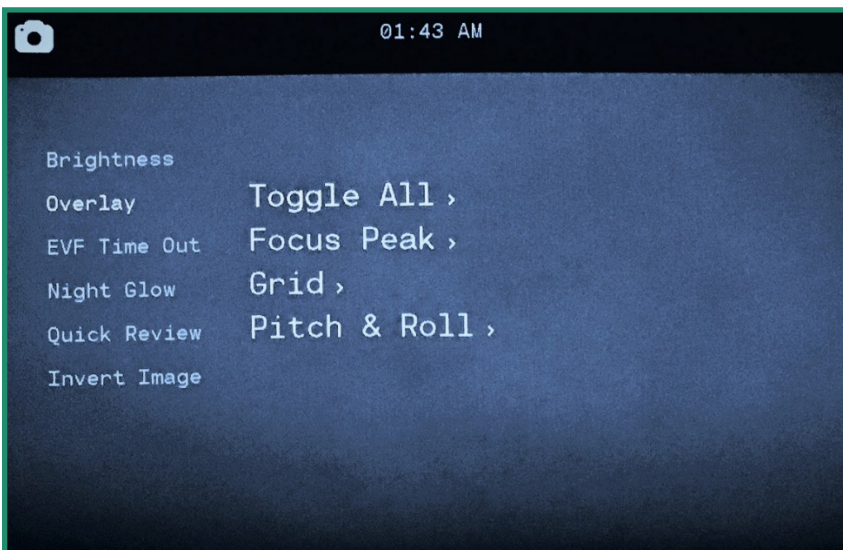 01:43 AM
Brightness
Overlay
EVF Time Out
Night Glow
Quick Review
Invert Image
Toggle All ›
Focus Peak ›
Grid ›
Pitch & Roll ›